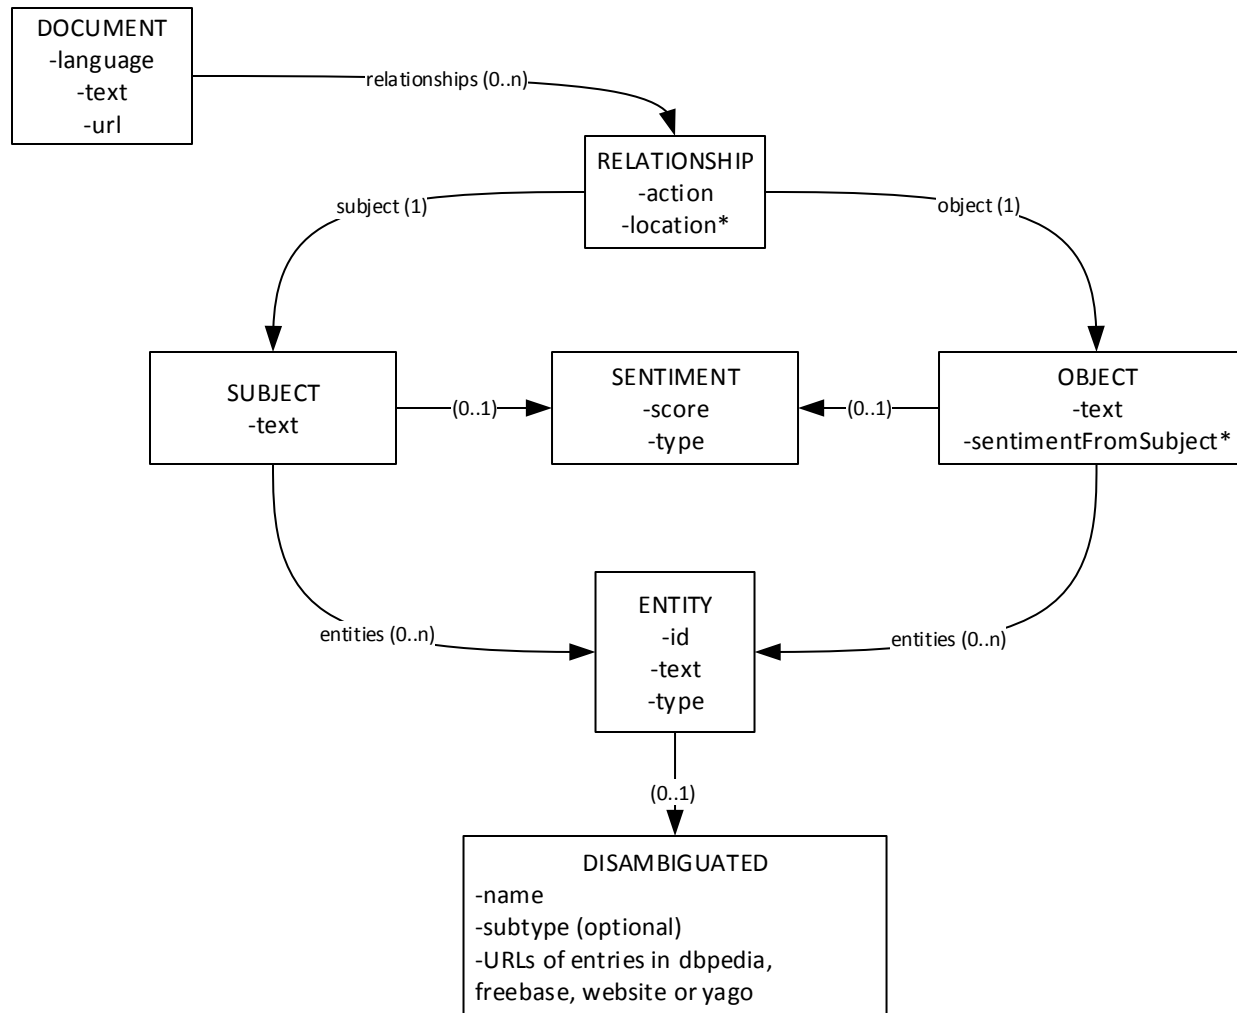 DOCUMENT
-language
-text
-url
relationships (0..n)
RELATIONSHIP
-action
-location*
subject (1)
object (1)
SUBJECT
-text
(0..1)
SENTIMENT
-score
-type
(0..1)
OBJECT
-text
-sentimentFromSubject*
entities (0..n)
ENTITY
-id
-text
-type
entities (0..n)
(0..1)
DISAMBIGUATED
-name
-subtype (optional)
-URLs of entries in dbpedia,
freebase, website or yago